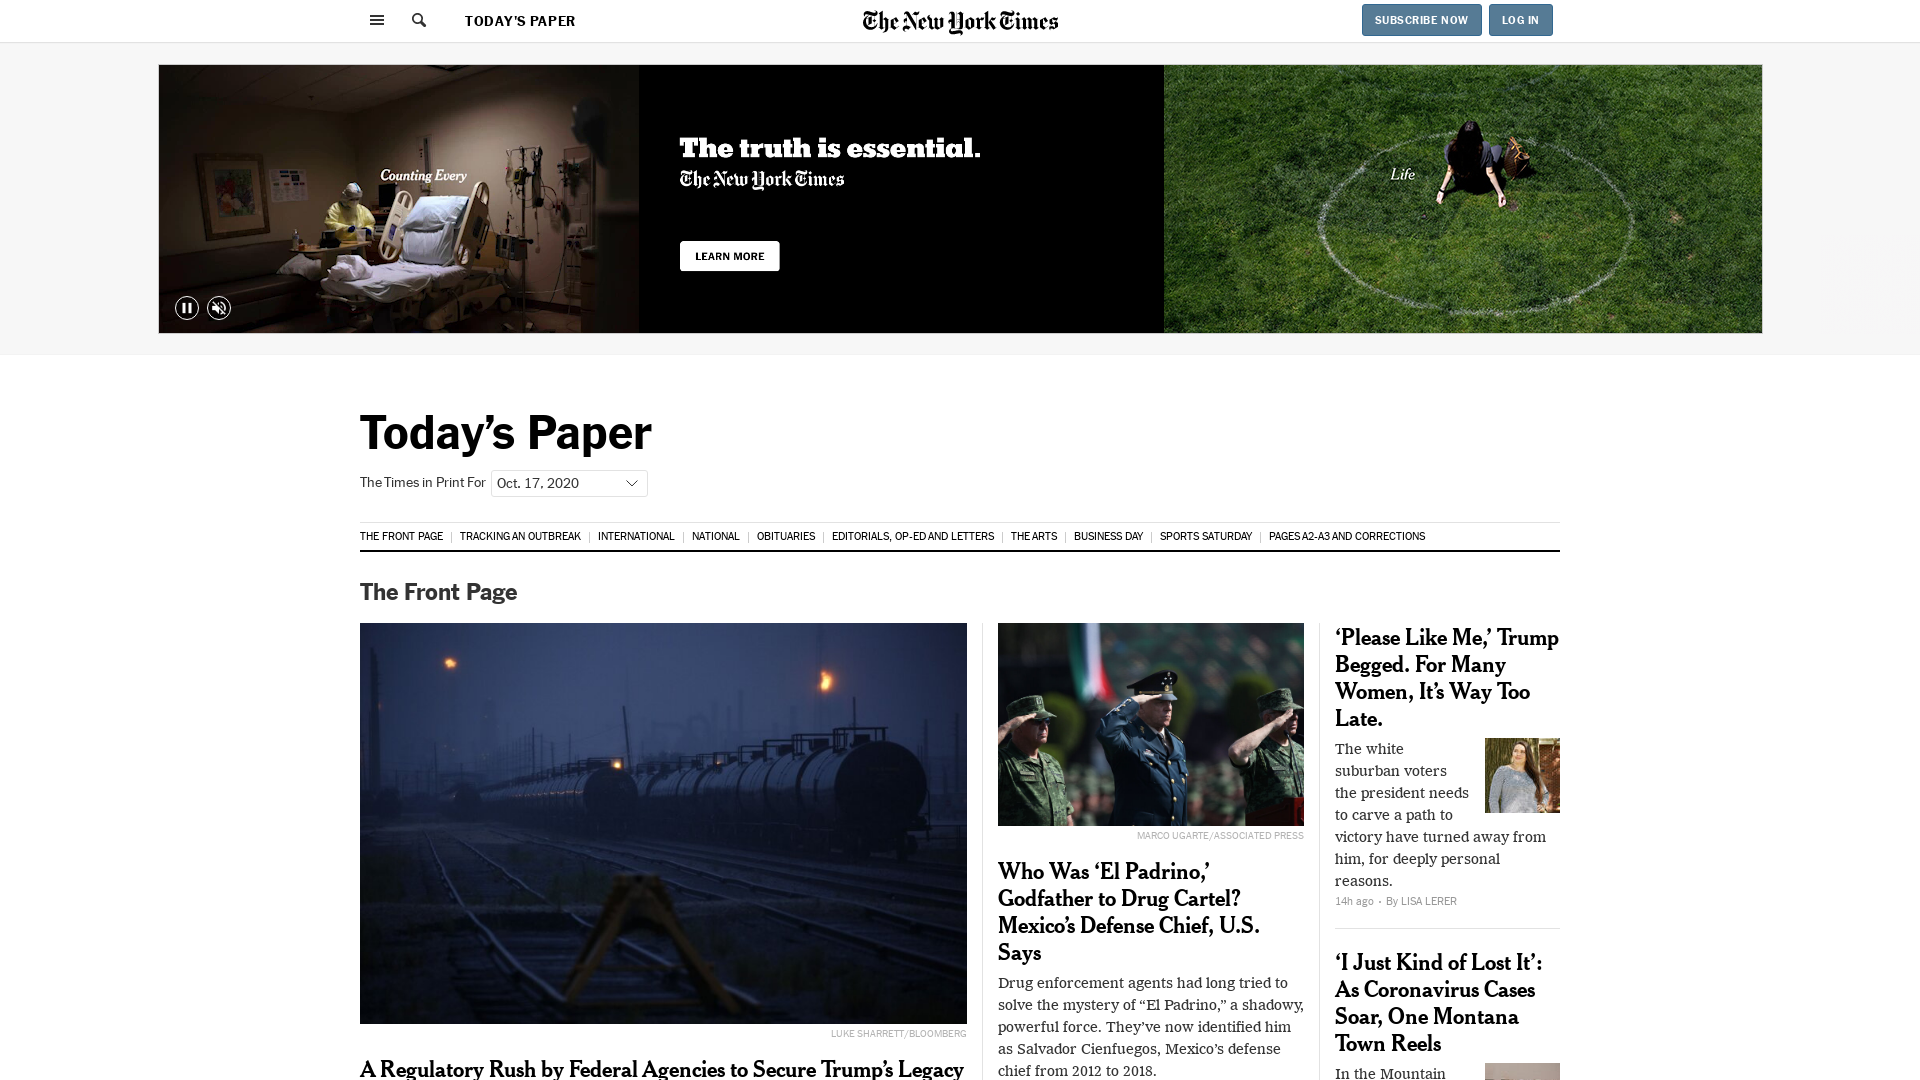 TODAY'S PAPER
The New York Times
SUBSCRIBE NOW
LOG IN
Counting Every
The truth is essential.
The New York Times
LEARN MORE
Life
Today’s Paper
The Times in Print For
Oct. 17, 2020
THE FRONT PAGE
TRACKING AN OUTBREAK
INTERNATIONAL
NATIONAL
OBITUARIES
EDITORIALS, OP-ED AND LETTERS
THE ARTS
BUSINESS DAY
SPORTS SATURDAY
PAGES A2-A3 AND CORRECTIONS
The Front Page
LUKE SHARRETT/BLOOMBERG
A Regulatory Rush by Federal Agencies to Secure Trump’s Legacy
MARCO UGARTE/ASSOCIATED PRESS
Who Was ‘El Padrino,’
Godfather to Drug Cartel?
Mexico’s Defense Chief, U.S.
Says
Drug enforcement agents had long tried to
solve the mystery of “El Padrino,” a shadowy,
powerful force. They’ve now identified him
as Salvador Cienfuegos, Mexico’s defense
chief from 2012 to 2018.
‘Please Like Me,’ Trump
Begged. For Many
Women, It’s Way Too
Late.
The white
suburban voters
the president needs
to carve a path to
victory have turned away from
him, for deeply personal
reasons.
14h ago • By LISA LERER
‘I Just Kind of Lost It’:
As Coronavirus Cases
Soar, One Montana
Town Reels
In the Mountain